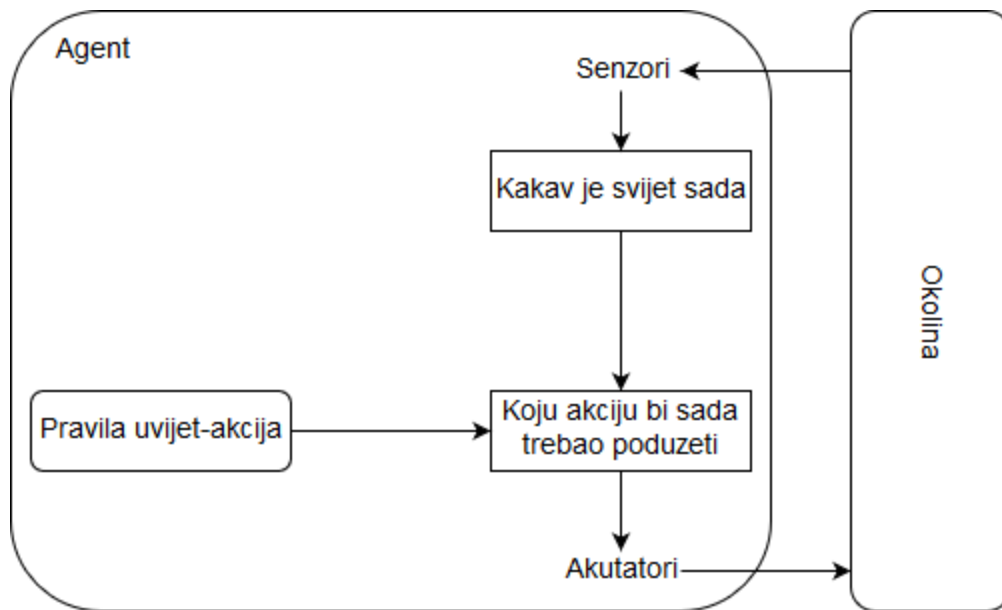 Agent
Senzori
Kakav je svijet sada
Okolina
Pravila uvijet-akcija
Koju akciju bi sada
trebao poduzeti
Akutatori